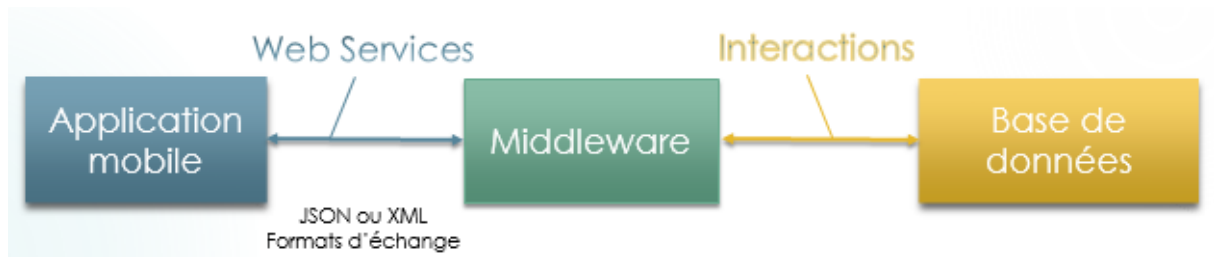 Web Services
Interactions
Application
mobile
Middleware
Base de
données
JSON ou XML
Formats d'échange